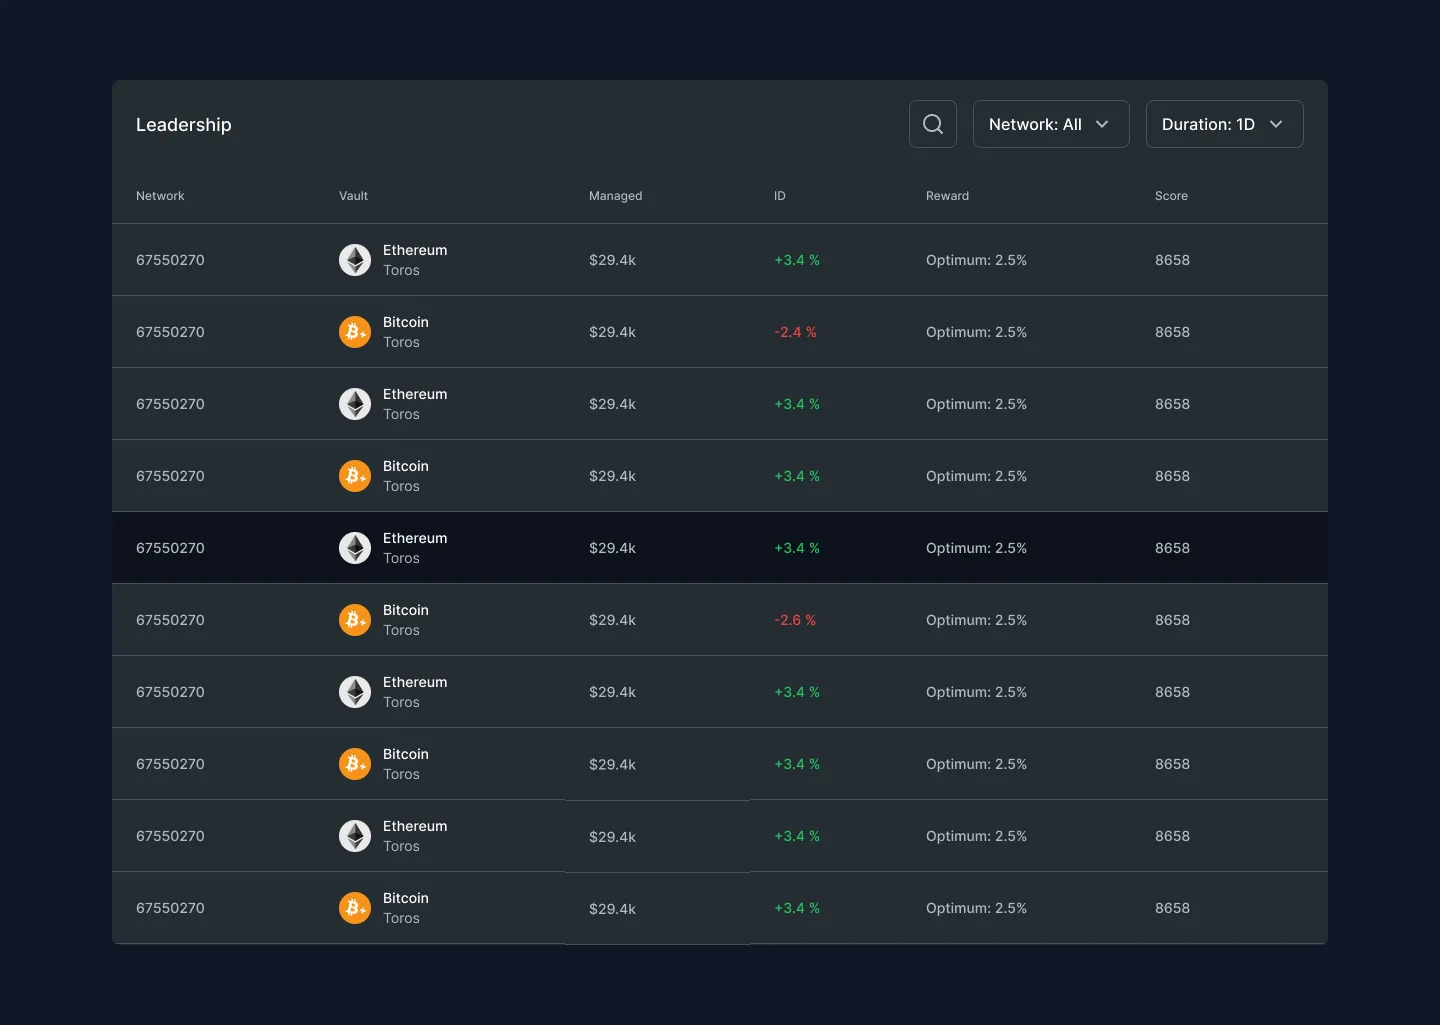 Leadership
Network: All
Duration: 1D
Network Vault Managed ID Reward Score
67550270 Ethereum $29.4k +3.4 % Optimum: 2.5% 8658
Toros
67550270 Bitcoin $29.4k -2.4 % Optimum: 2.5% 8658
Toros
67550270 Ethereum $29.4k +3.4 % Optimum: 2.5% 8658
Toros
67550270 Bitcoin $29.4k +3.4 % Optimum: 2.5% 8658
Toros
67550270 Ethereum $29.4k +3.4 % Optimum: 2.5% 8658
Toros
67550270 Bitcoin $29.4k -2.6 % Optimum: 2.5% 8658
Toros
67550270 Ethereum $29.4k +3.4 % Optimum: 2.5% 8658
Toros
67550270 Bitcoin $29.4k +3.4 % Optimum: 2.5% 8658
Toros
67550270 Ethereum $29.4k +3.4 % Optimum: 2.5% 8658
Toros
67550270 Bitcoin $29.4k +3.4 % Optimum: 2.5% 8658
Toros